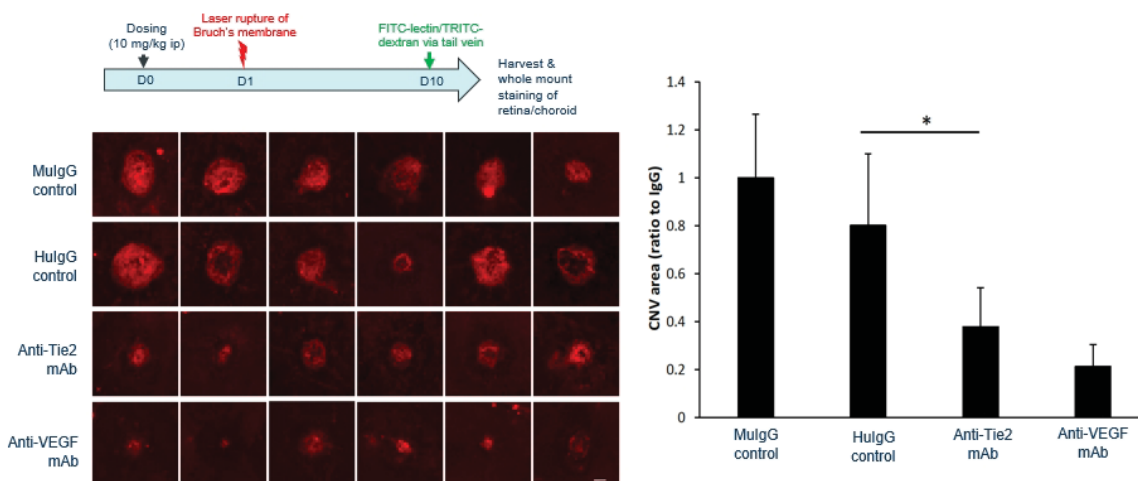 Dosing
(10 mg/kg ip)
Laser rupture of
Bruch's membrane
FITC-lectin/TRITC-
dextran via tail vein
D0
D1
D10
Harvest &
whole mount
staining of
retina/choroid
MuIgG
control
HuIgG
control
Anti-Tie2
mAb
Anti-VEGF
mAb
CNV area (ratio to IgG)
1.4
1.2
1
0.8
0.6
0.4
0.2
0
*
MuIgG
control
HuIgG
control
Anti-Tie2
mAb
Anti-VEGF
mAb